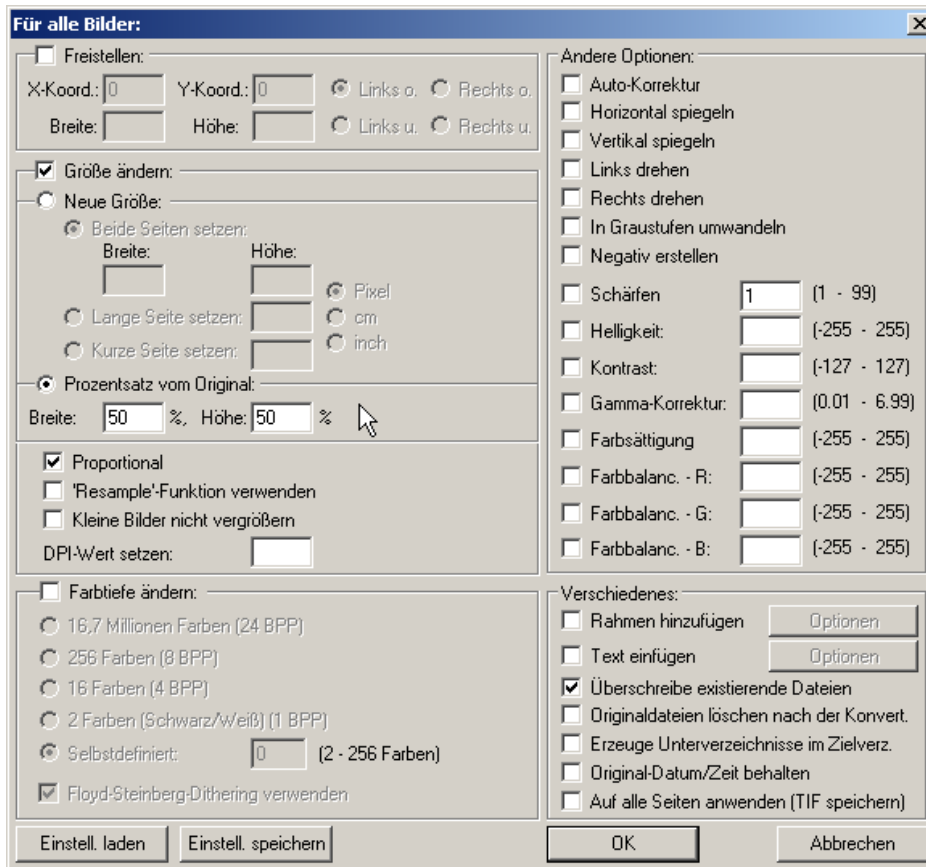 Für alle Bilder:
Freistellen:
X-Koord.: 0 Y-Koord.: 0 Links o. Rechts o.
Breite: Höhe: Links u. Rechts u.
Größe ändern:
Neue Größe:
Beide Seiten setzen:
Breite: Höhe:
Pixel
Lange Seite setzen: cm
Kurze Seite setzen: inch
Prozentsatz vom Original:
Breite: 50 %, Höhe: 50 %
Proportional
'Resample'-Funktion verwenden
Kleine Bilder nicht vergrößern
DPI-Wert setzen:
Farbtiefe ändern:
16,7 Millionen Farben (24 BPP)
256 Farben (8 BPP)
16 Farben (4 BPP)
2 Farben (Schwarz/Weiß) (1 BPP)
Selbstdefiniert: 0 (2 - 256 Farben)
Floyd-Steinberg-Dithering verwenden
Einstell. laden Einstell. speichern
Andere Optionen:
Auto-Korrektur
Horizontal spiegeln
Vertikal spiegeln
Links drehen
Rechts drehen
In Graustufen umwandeln
Negativ erstellen
Schärfen 1 (1 - 99)
Helligkeit: (-255 - 255)
Kontrast: (-127 - 127)
Gamma-Korrektur: (0.01 - 6.99)
Farbsättigung (-255 - 255)
Farbbalanc. - R: (-255 - 255)
Farbbalanc. - G: (-255 - 255)
Farbbalanc. - B: (-255 - 255)
Verschiedenes:
Rahmen hinzufügen Optionen
Text einfügen Optionen
Überschreibe existierende Dateien
Originaldateien löschen nach der Konvert.
Erzeuge Unterverzeichnisse im Zielverz.
Original-Datum/Zeit behalten
Auf alle Seiten anwenden (TIF speichern)
OK Abbrechen